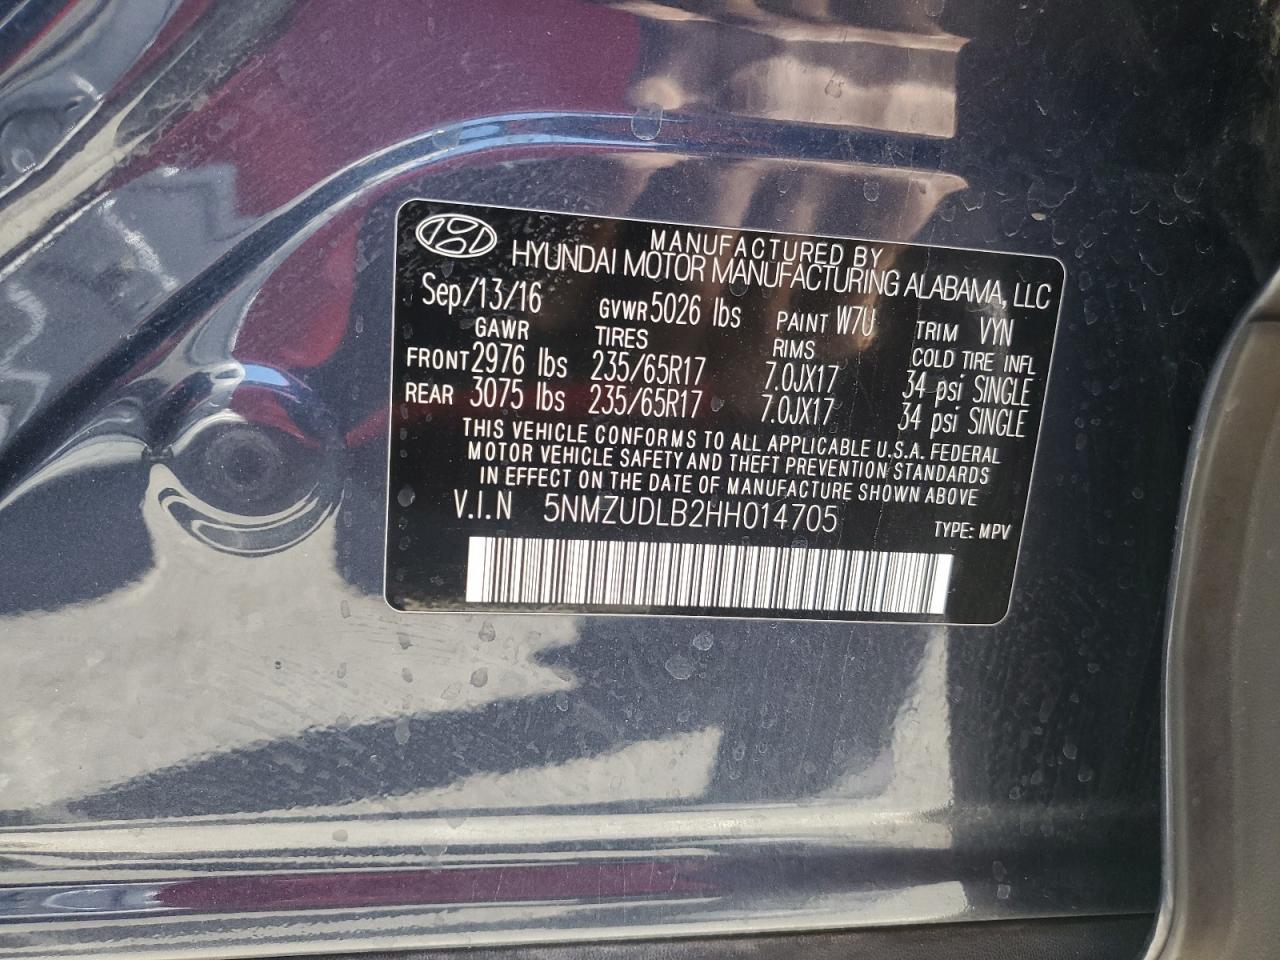 MANUFACTURED BY
HYUNDAI MOTOR MANUFACTURING ALABAMA, LLC
Sep/13/16 GVWR 5026 lbs PAINT W7U TRIM VYN
GAWR TIRES RIMS COLD TIRE INFL
FRONT 2976 lbs 235/65R17 7.0JX17 34 psi SINGLE
REAR 3075 lbs 235/65R17 7.0JX17 34 psi SINGLE
THIS VEHICLE CONFORMS TO ALL APPLICABLE U.S.A. FEDERAL
MOTOR VEHICLE SAFETY AND THEFT PREVENTION STANDARDS
IN EFFECT ON THE DATE OF MANUFACTURE SHOWN ABOVE
V.I.N 5NMZUDLB2HH014705 TYPE: MPV